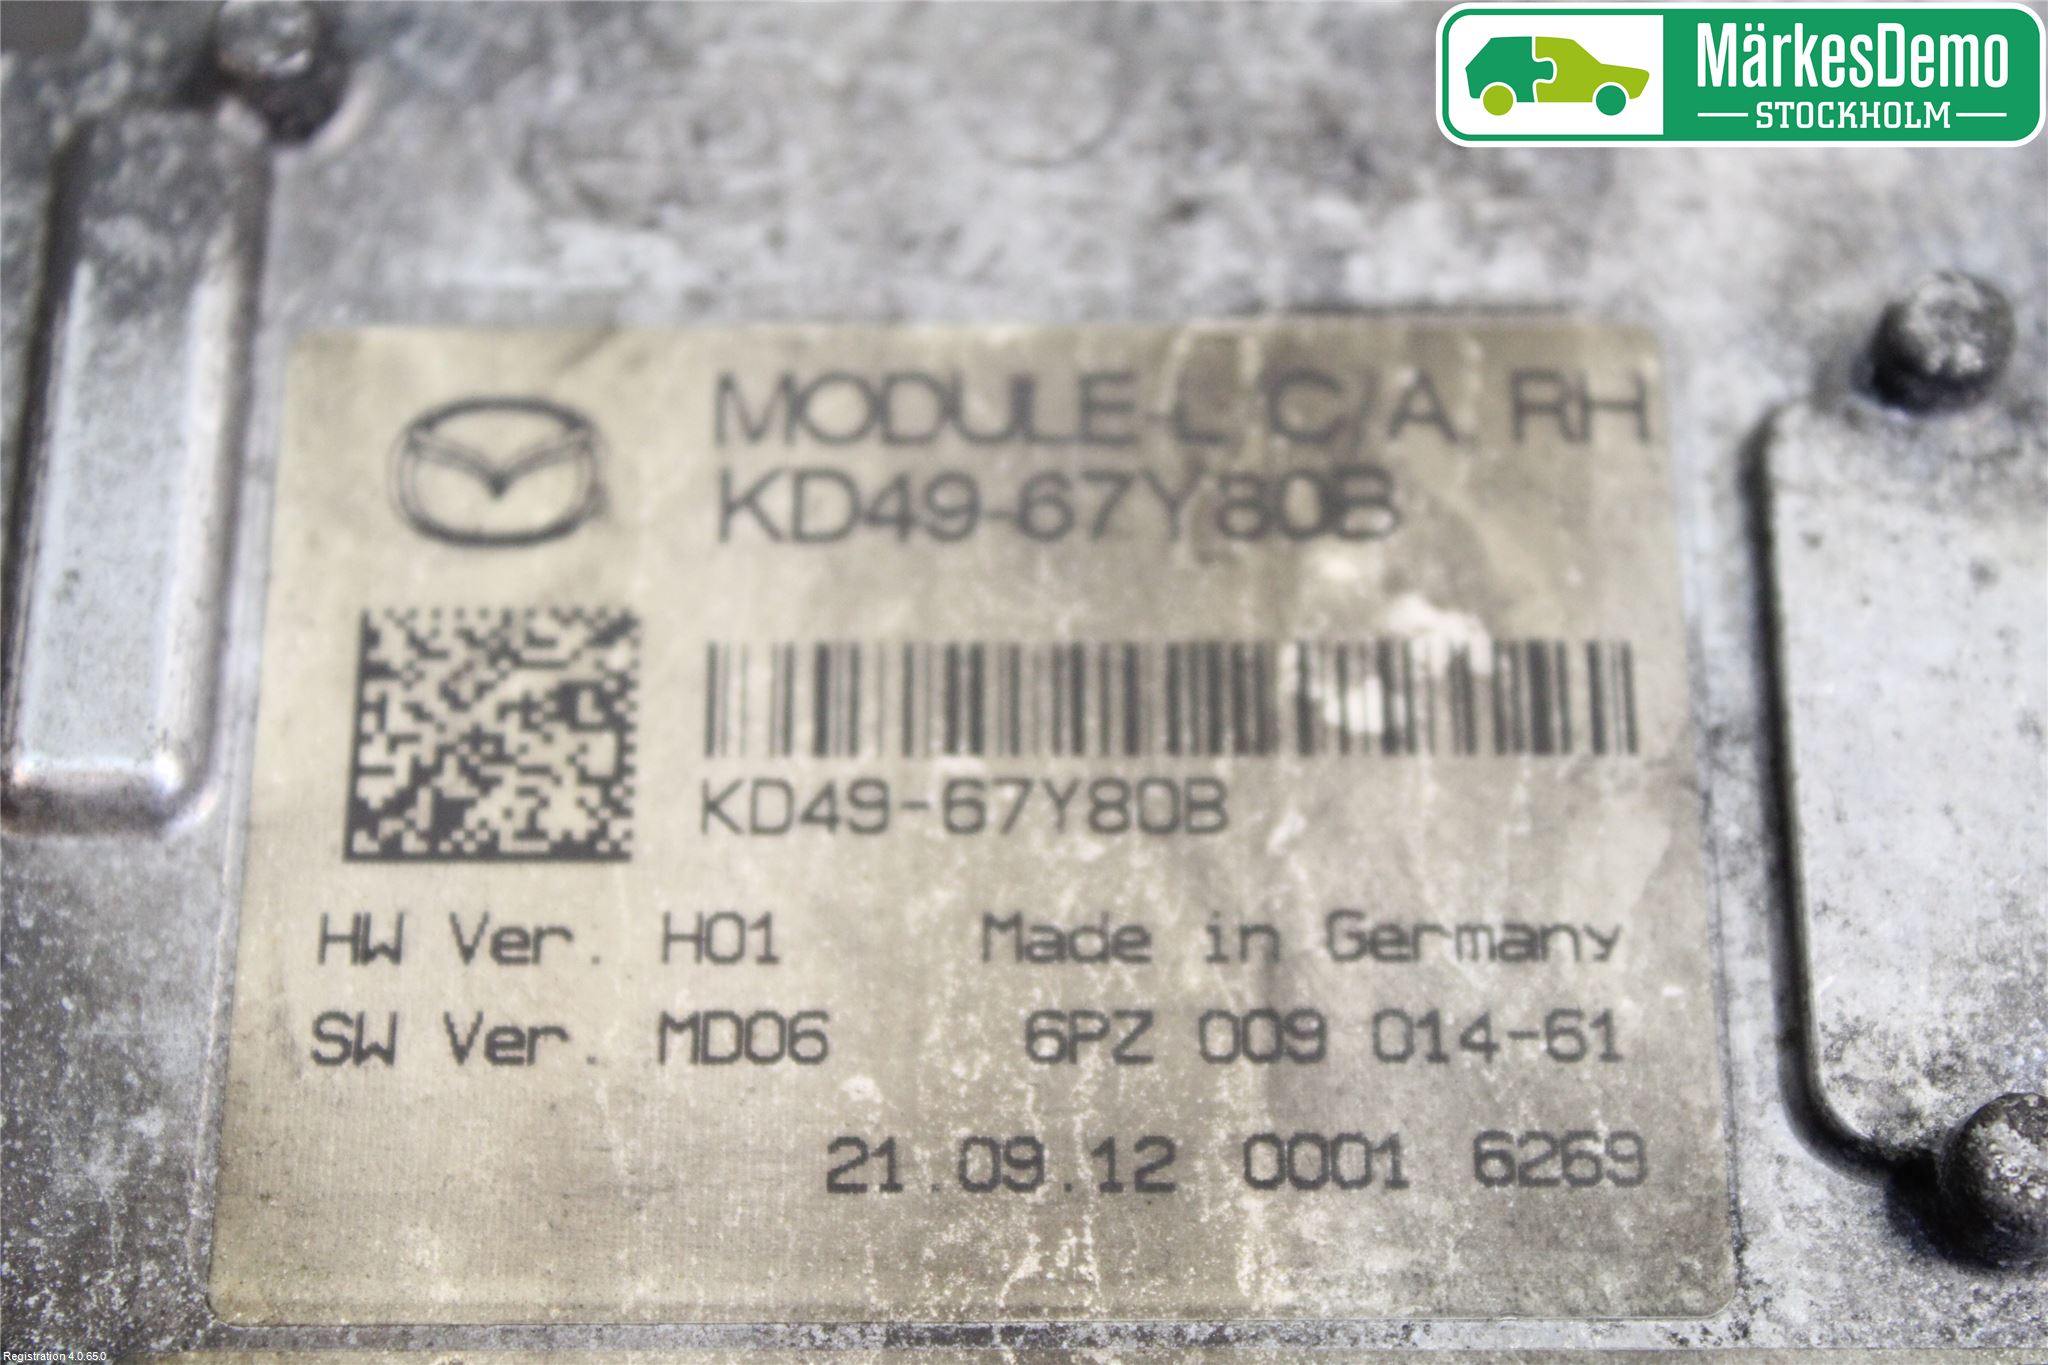 MärkesDemo
STOCKHOLM
MODULE-L C/A. RH
KD49-67Y80B
KD49-67Y80B
HW Ver. H01 Made in Germany
SW Ver. MD06 6PZ 009 014-61
21.09.12 0001 6269
Registration 4.0.65.0